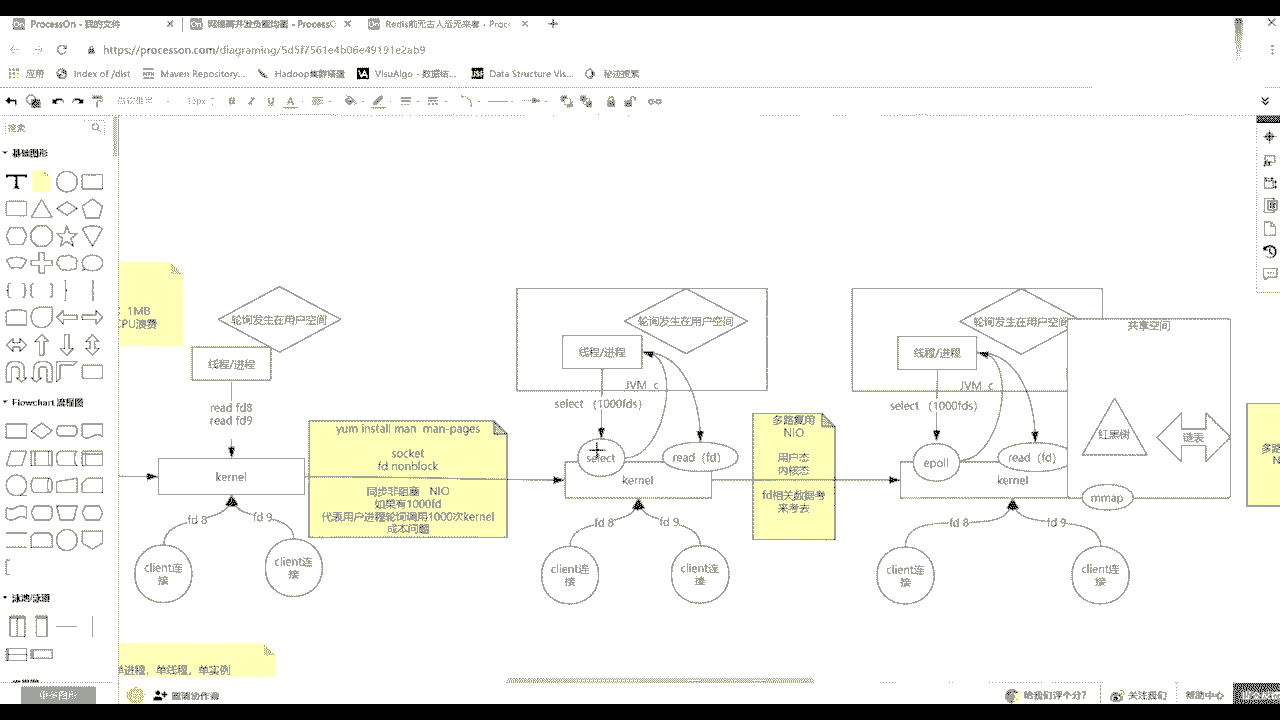 ProcessOn - 我的文件
网络高并发负载均衡 - ProcessO
Redis前无古人后无来者 - Proc
https://processon.com/diagraming/5d5f7561e4b06e49191e2ab9
应用
Index of /dist
Maven Repository:...
Hadoop集群搭建
VisuAlgo - 数据结...
Data Structure Vis...
秘迹搜索
13px
B I U A
搜索
基础图形
T
Flowchart 流程图
泳池/泳道
更多图形
邀请协作者
给我们评个分?
关注我们
帮助中心
1MB
CPU浪费
轮询发生在用户空间
线程/进程
read fd8
read fd9
kernel
fd 8
fd 9
client连
接
client连
接
单进程，单线程，单实例
yum install man man-pages
socket
fd nonblock
同步非阻塞 NIO
如果有1000fd
代表用户进程轮询调用1000次kernel
成本问题
轮询发生在用户空间
线程/进程
JVM c
select （1000fds）
select
read（fd）
kernel
fd 8
fd 9
client连
接
client连
接
多路复用
NIO
用户态
内核态
fd相关数据考
来考去
轮询发生在用户空间
线程/进程
JVM c
select （1000fds）
epoll
read（fd）
kernel
fd 8
fd 9
client连
接
client连
接
共享空间
红黑树
链表
mmap